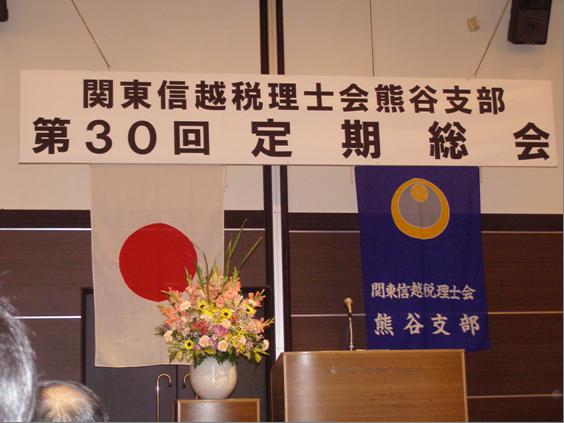 関東信越税理士会熊谷支部
第30回 定期総会
関東信越税理士会
熊谷支部